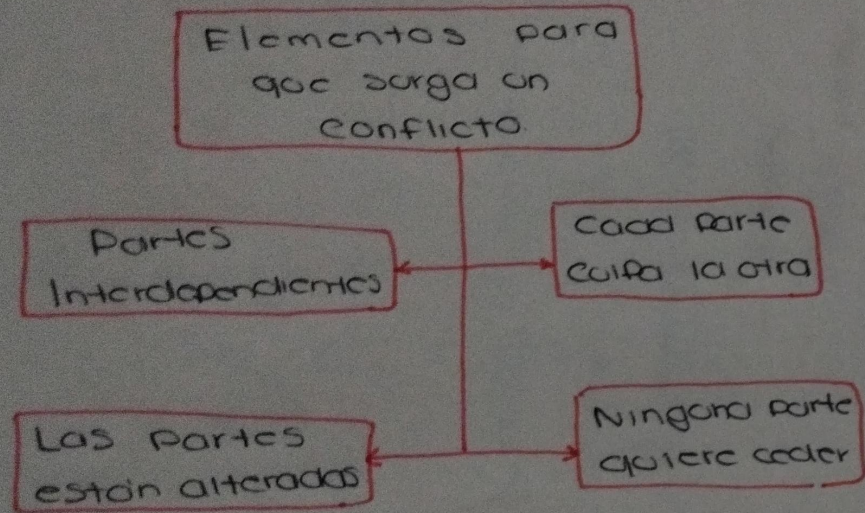 Elementos para
que surga un
conflicto.
Partes
Interdependientes
Cada parte
culpa la otra
Las partes
están alteradas
Ninguna parte
quiere ceder